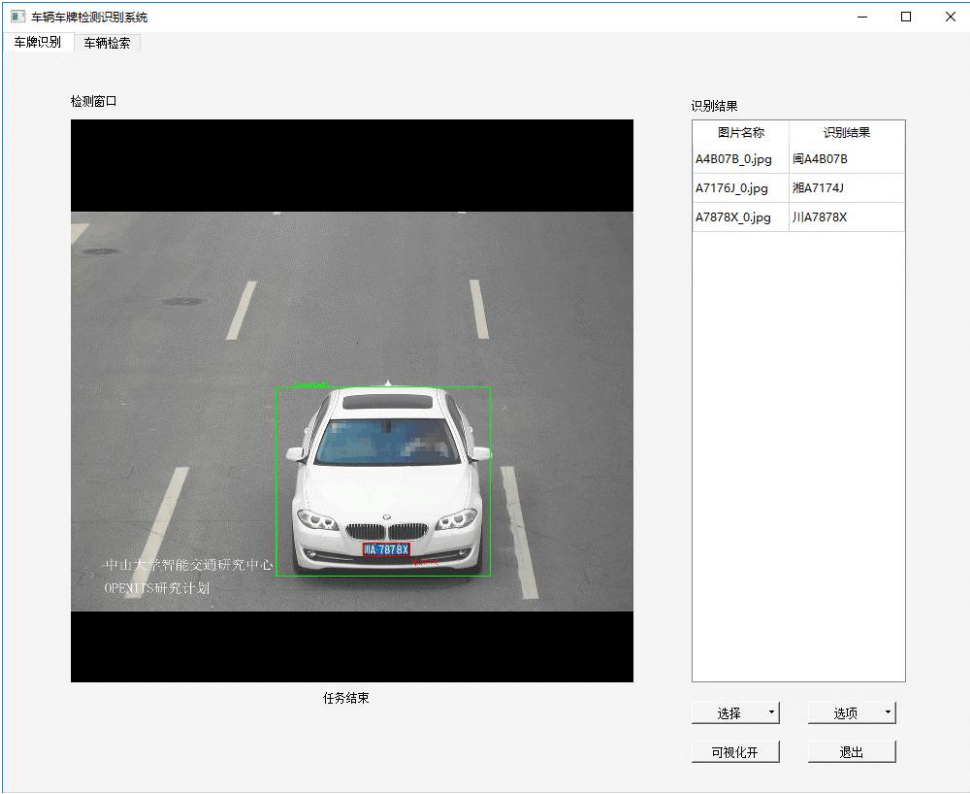 车辆车牌检测识别系统
车牌识别 车辆检索
检测窗口
识别结果
图片名称 识别结果
A4B07B_0.jpg 闽A4B07B
A7176J_0.jpg 湘A7174J
A7878X_0.jpg 川A7878X
川A 7878X
中山大学智能交通研究中心
OPENITS研究计划
任务结束
选择 选项
可视化开 退出